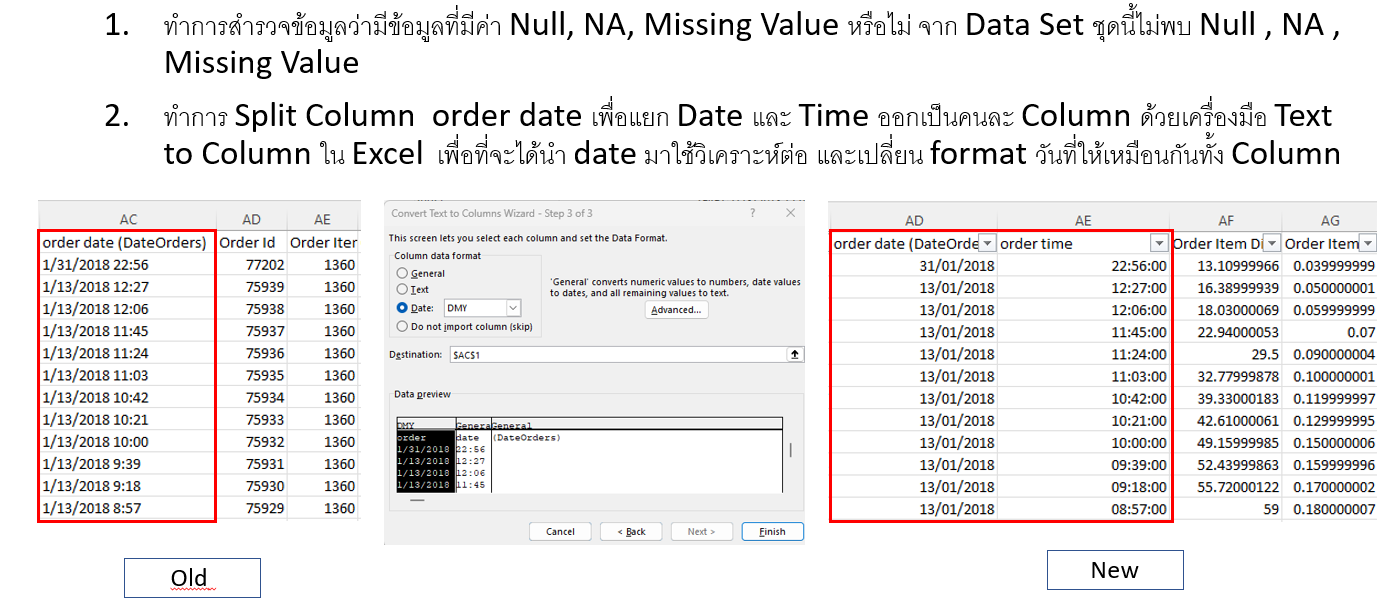 1. ทำการสำรวจข้อมูลว่ามีข้อมูลที่มีค่า Null, NA, Missing Value หรือไม่ จาก Data Set ชุดนี้ไม่พบ Null , NA ,
Missing Value
2. ทำการ Split Column order date เพื่อแยก Date และ Time ออกเป็นคนละ Column ด้วยเครื่องมือ Text
to Column ใน Excel เพื่อที่จะได้นำ date มาใช้วิเคราะห์ต่อ และเปลี่ยน format วันที่ให้เหมือนกันทั้ง Column
AC AD AE
order date (DateOrders) Order Id Order Iter
1/31/2018 22:56 77202 1360
1/13/2018 12:27 75939 1360
1/13/2018 12:06 75938 1360
1/13/2018 11:45 75937 1360
1/13/2018 11:24 75936 1360
1/13/2018 11:03 75935 1360
1/13/2018 10:42 75934 1360
1/13/2018 10:21 75933 1360
1/13/2018 10:00 75932 1360
1/13/2018 9:39 75931 1360
1/13/2018 9:18 75930 1360
1/13/2018 8:57 75929 1360
Old
Convert Text to Columns Wizard - Step 3 of 3 ?
This screen lets you select each column and set the Data Format.
Column data format
General
Text
Date: DMY
Do not import column (skip)
'General' converts numeric values to numbers, date values
to dates, and all remaining values to text.
Advanced...
Destination: $AC$1
Data preview
DMY General General
order date (DateOrders)
1/31/2018 22:56
1/13/2018 12:27
1/13/2018 12:06
1/13/2018 11:45
Cancel < Back Next > Finish
AD AE AF AG
order date (DateOrde order time Order Item Di Order Item
31/01/2018 22:56:00 13.10999966 0.039999999
13/01/2018 12:27:00 16.38999939 0.050000001
13/01/2018 12:06:00 18.03000069 0.059999999
13/01/2018 11:45:00 22.94000053 0.07
13/01/2018 11:24:00 29.5 0.090000004
13/01/2018 11:03:00 32.77999878 0.100000001
13/01/2018 10:42:00 39.33000183 0.119999997
13/01/2018 10:21:00 42.61000061 0.129999995
13/01/2018 10:00:00 49.15999985 0.150000006
13/01/2018 09:39:00 52.43999863 0.159999996
13/01/2018 09:18:00 55.72000122 0.170000002
13/01/2018 08:57:00 59 0.180000007
New